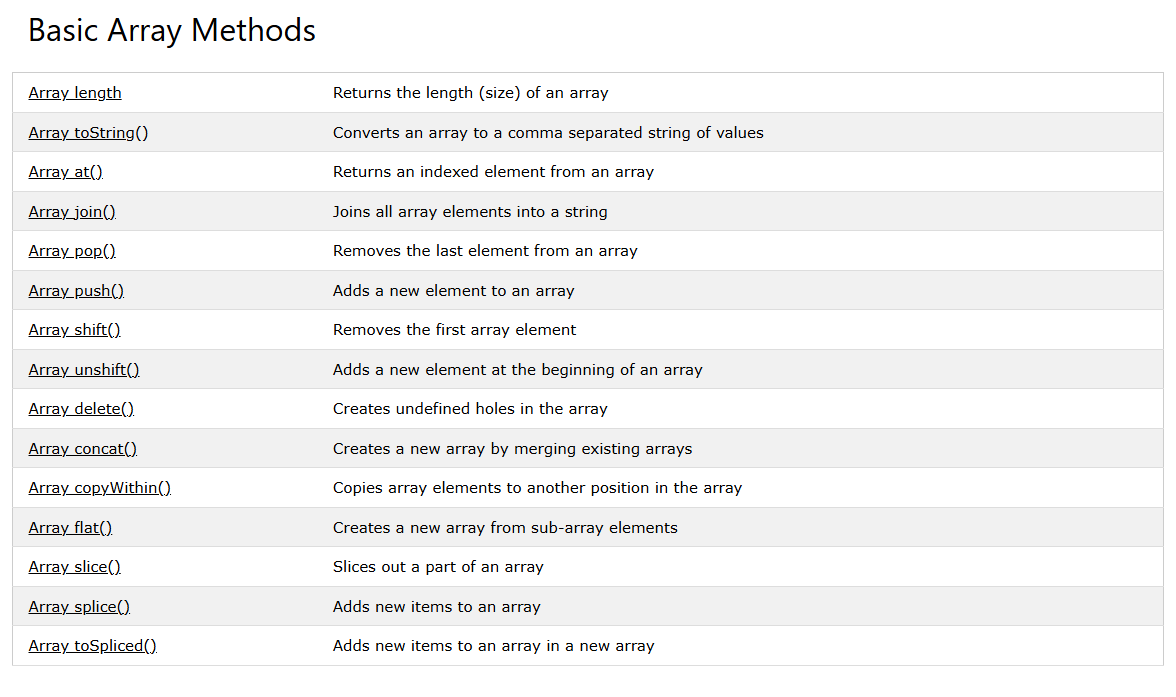 Basic Array Methods
Array length Returns the length (size) of an array
Array toString() Converts an array to a comma separated string of values
Array at() Returns an indexed element from an array
Array join() Joins all array elements into a string
Array pop() Removes the last element from an array
Array push() Adds a new element to an array
Array shift() Removes the first array element
Array unshift() Adds a new element at the beginning of an array
Array delete() Creates undefined holes in the array
Array concat() Creates a new array by merging existing arrays
Array copyWithin() Copies array elements to another position in the array
Array flat() Creates a new array from sub-array elements
Array slice() Slices out a part of an array
Array splice() Adds new items to an array
Array toSpliced() Adds new items to an array in a new array